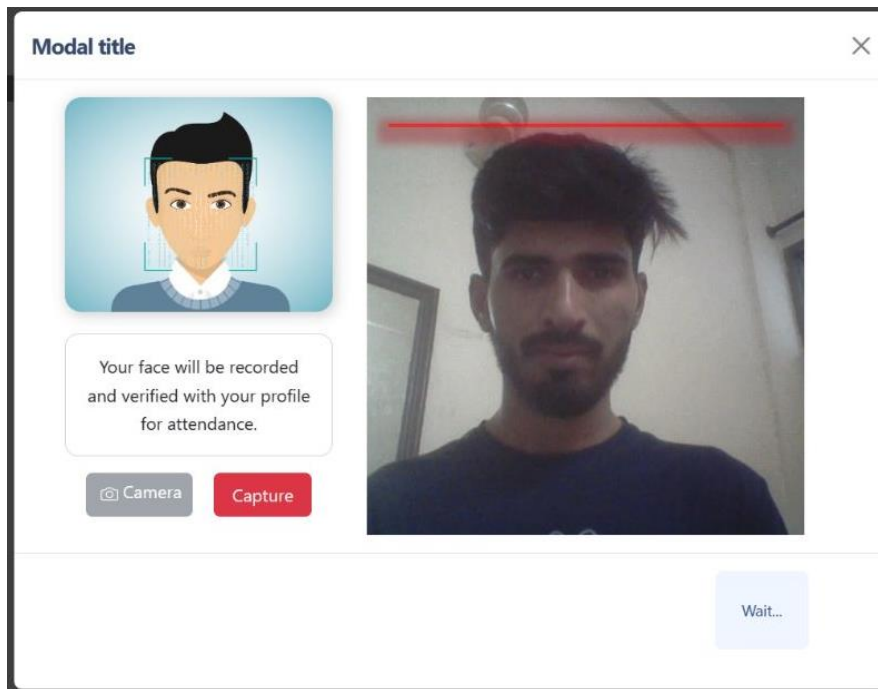 Modal title
Your face will be recorded
and verified with your profile
for attendance.
Camera
Capture
Wait...